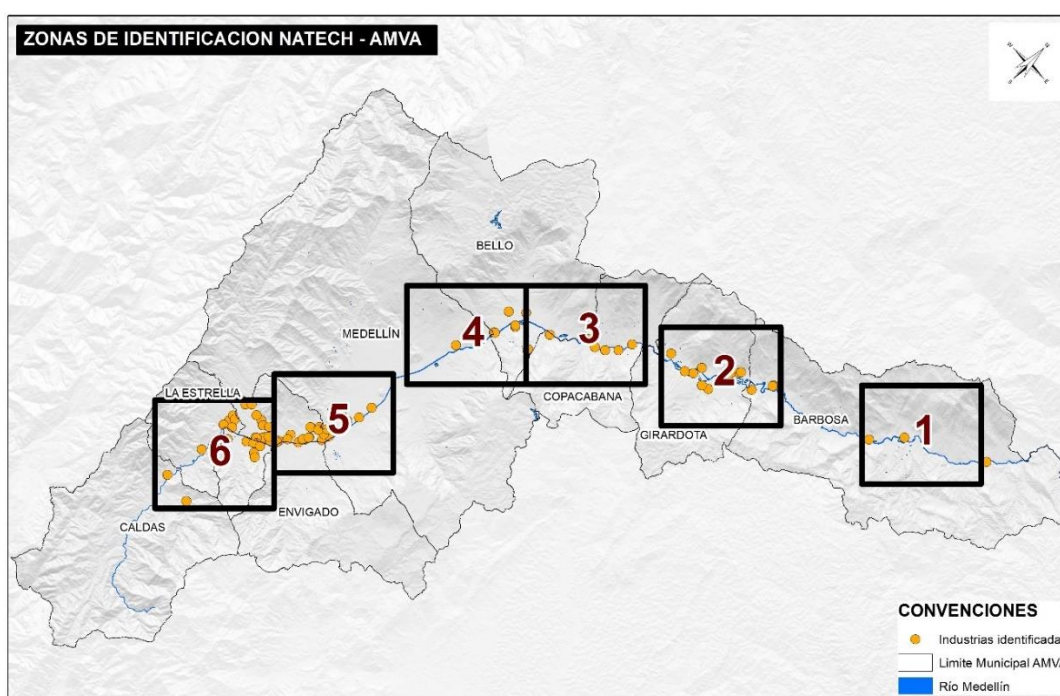 ZONAS DE IDENTIFICACION NATECH - AMVA
BELLO
MEDELLÍN
4
3
2
COPACABANA
GIRARDOTA
BARBOSA
1
LA ESTRELLA
5
6
ENVIGADO
CALDAS
CONVENCIONES
Industrias identificada
Limite Municipal AMVA
Río Medellín